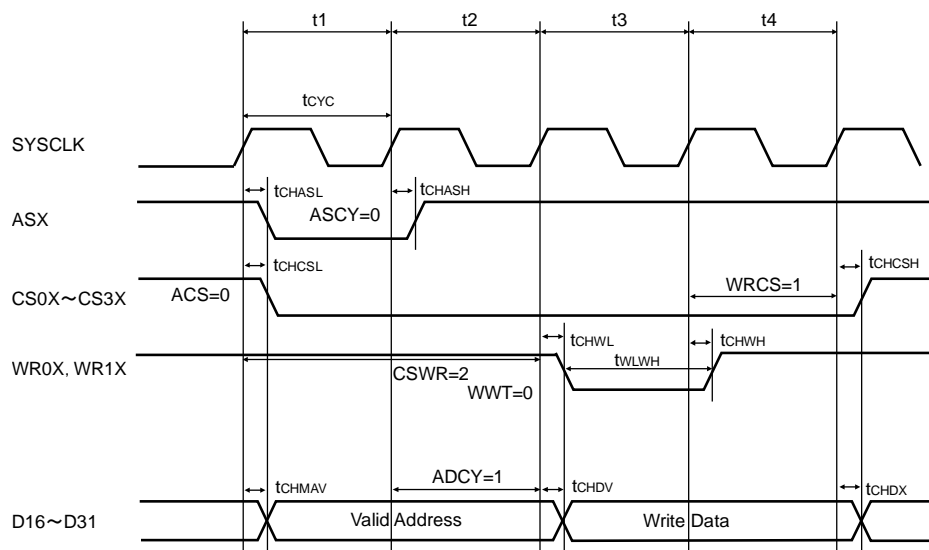 t1 t2 t3 t4
tCYC
SYSCLK
tCHASL tCHASH
ASCY=0
ASX
tCHCSL tCHCSH
ACS=0 WRCS=1
CS0X～CS3X
tCHWL tCHWH
tWLWH
WR0X, WR1X
CSWR=2
WWT=0
ADCY=1
tCHMAV tCHDV tCHDX
D16～D31 Valid Address Write Data